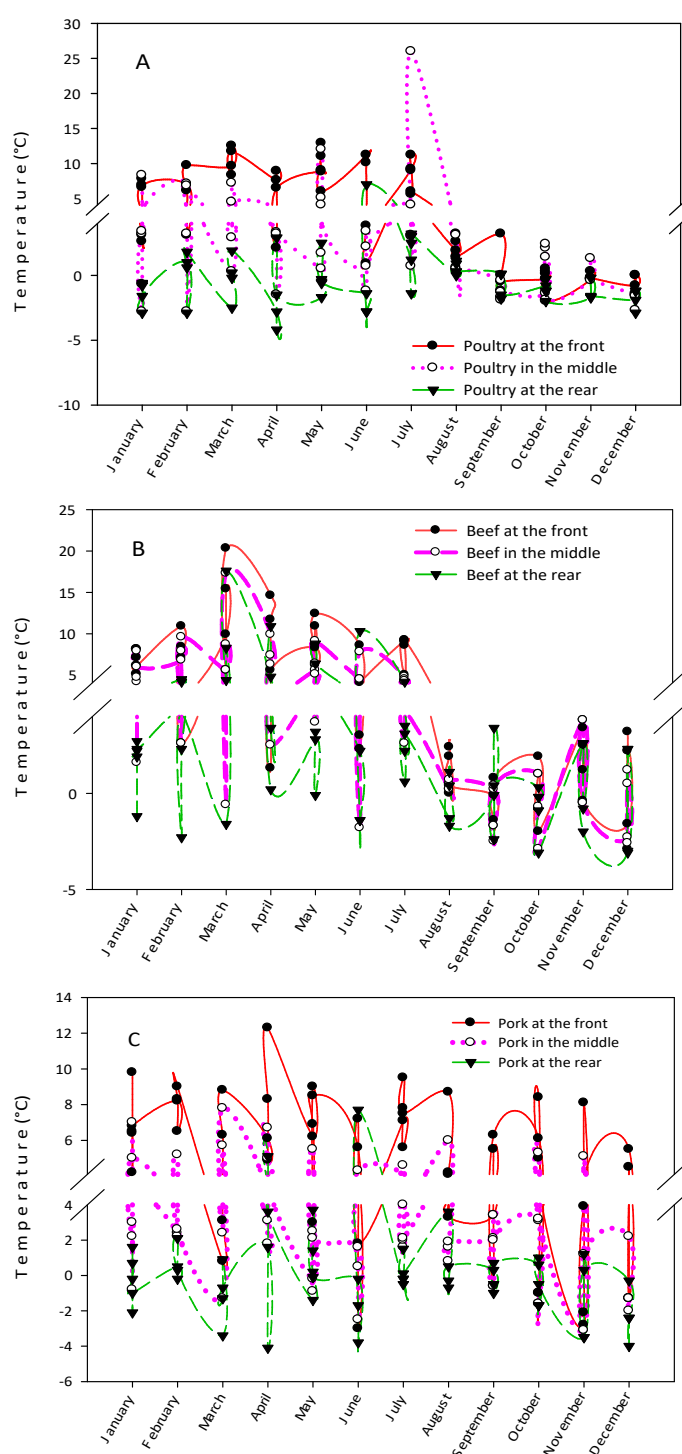 30
25
20
15
10
5
0
-5
-10
Temperature (°C)
A
Poultry at the front
Poultry in the middle
Poultry at the rear
January
February
March
April
May
June
July
August
September
October
November
December
25
20
15
10
5
0
-5
Temperature (°C)
B
Beef at the front
Beef in the middle
Beef at the rear
January
February
March
April
May
June
July
August
September
October
November
December
14
12
10
8
6
4
2
0
-2
-4
-6
Temperature (°C)
C
Pork at the front
Pork in the middle
Pork at the rear
January
February
March
April
May
June
July
August
September
October
November
December